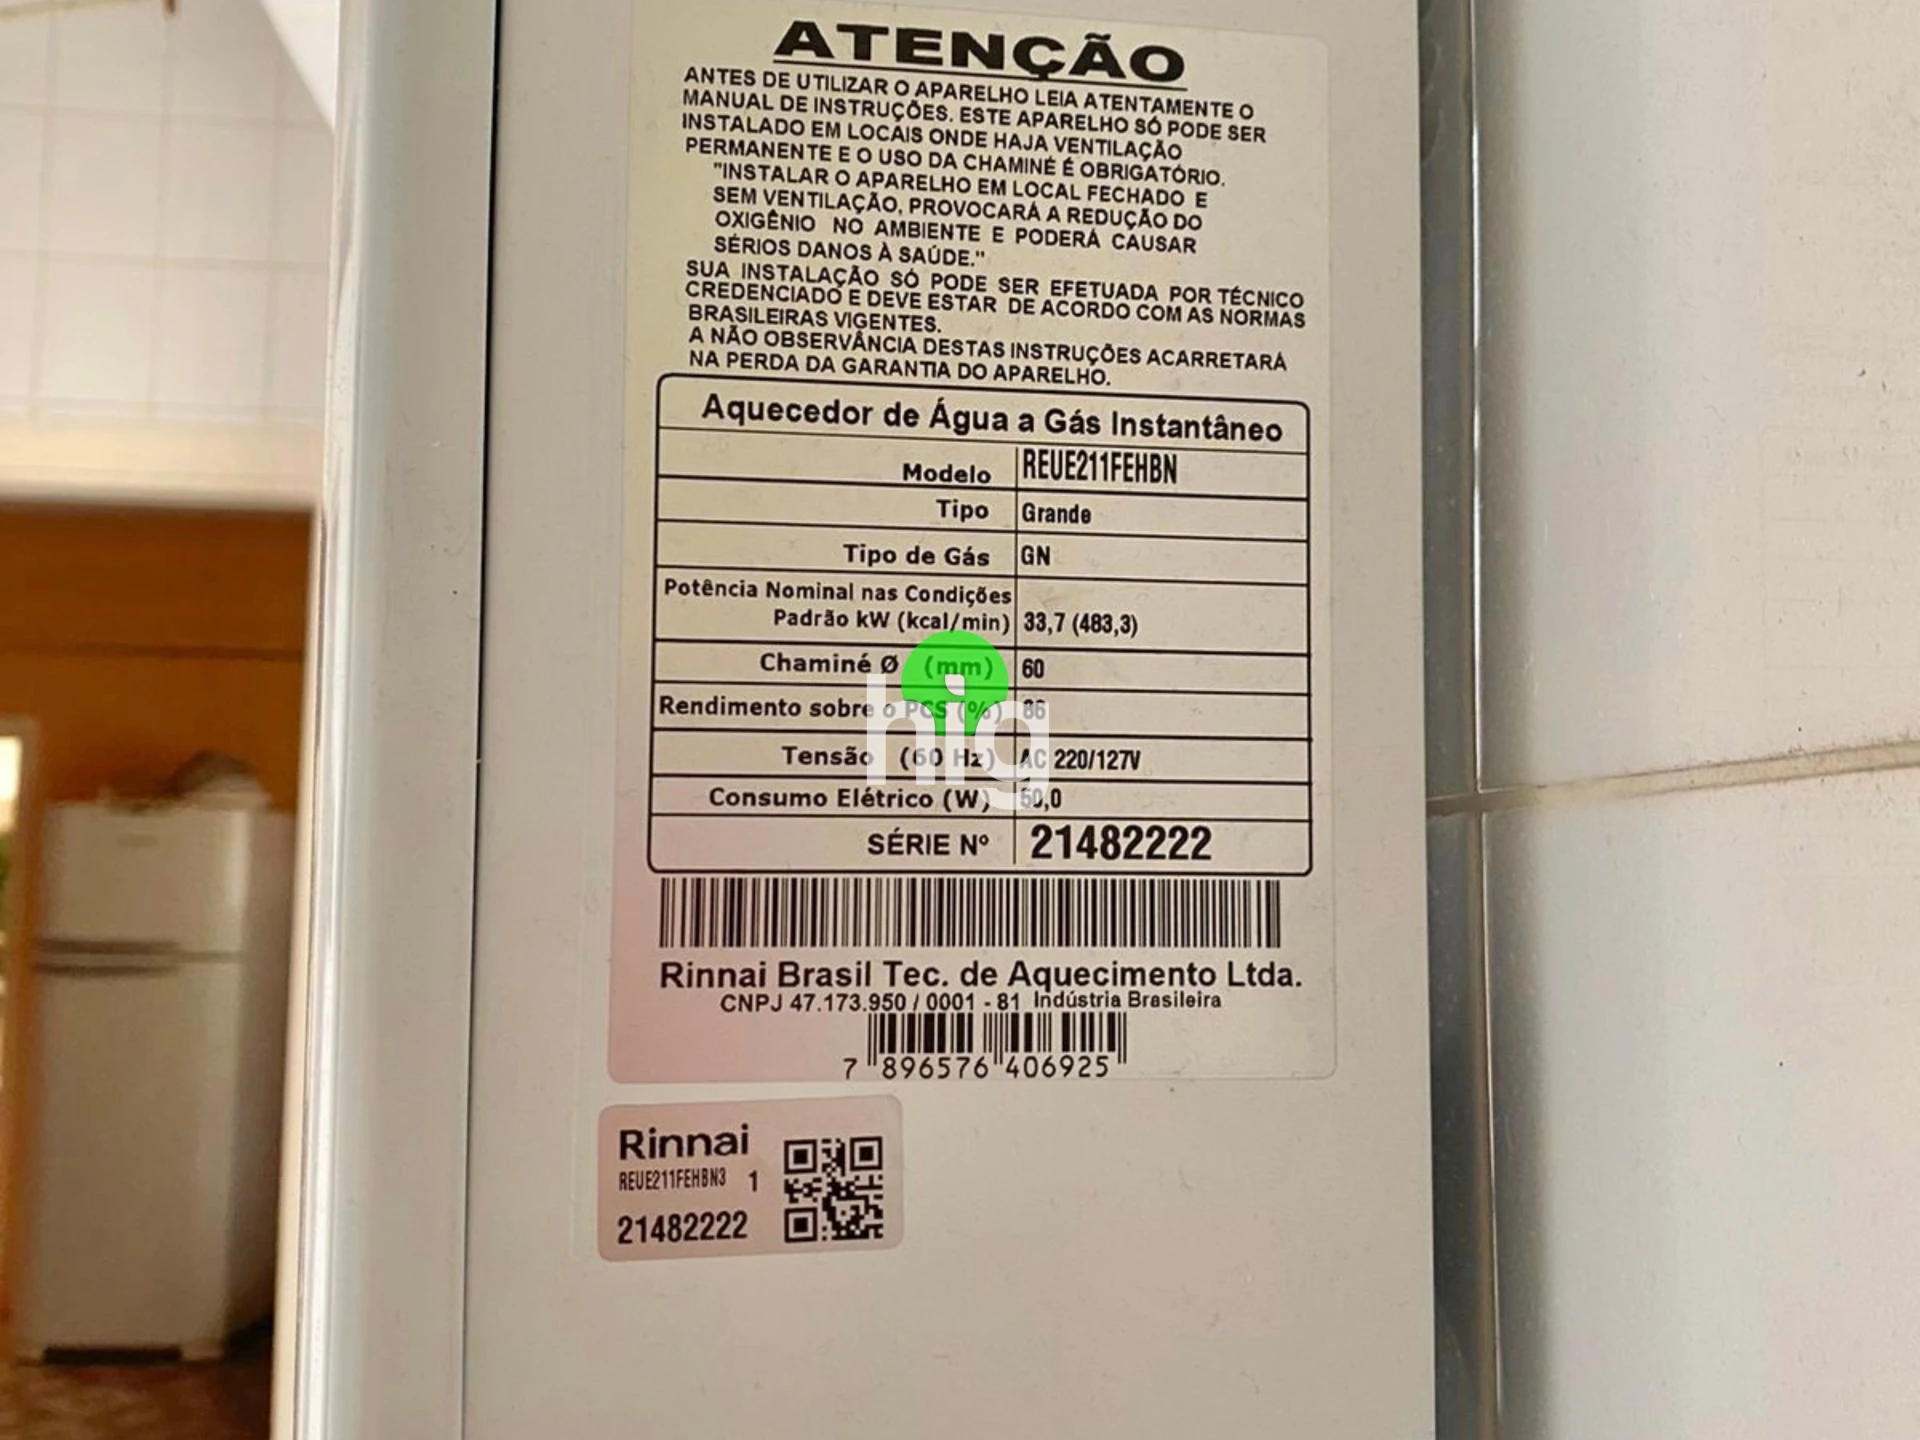 ATENÇÃO
ANTES DE UTILIZAR O APARELHO LEIA ATENTAMENTE O
MANUAL DE INSTRUÇÕES. ESTE APARELHO SÓ PODE SER
INSTALADO EM LOCAIS ONDE HAJA VENTILAÇÃO
PERMANENTE E O USO DA CHAMINÉ É OBRIGATÓRIO.
"INSTALAR O APARELHO EM LOCAL FECHADO E
SEM VENTILAÇÃO, PROVOCARÁ A REDUÇÃO DO
OXIGÊNIO NO AMBIENTE E PODERÁ CAUSAR
SÉRIOS DANOS À SAÚDE."
SUA INSTALAÇÃO SÓ PODE SER EFETUADA POR TÉCNICO
CREDENCIADO E DEVE ESTAR DE ACORDO COM AS NORMAS
BRASILEIRAS VIGENTES.
A NÃO OBSERVÂNCIA DESTAS INSTRUÇÕES ACARRETARÁ
NA PERDA DA GARANTIA DO APARELHO.
Aquecedor de Água a Gás Instantâneo
Modelo REUE211FEHBN
Tipo Grande
Tipo de Gás GN
Potência Nominal nas Condições
Padrão kW (kcal/min) 33,7 (483,3)
Chaminé Ø (mm) 60
Rendimento sobre o PCS (%) 86
Tensão (60 Hz) AC 220/127V
Consumo Elétrico (W) 60,0
SÉRIE Nº 21482222
hig
Rinnai Brasil Tec. de Aquecimento Ltda.
CNPJ 47.173.950 / 0001 - 81 Indústria Brasileira
7 896576 406925
Rinnai
REUE211FEHBN3 1
21482222